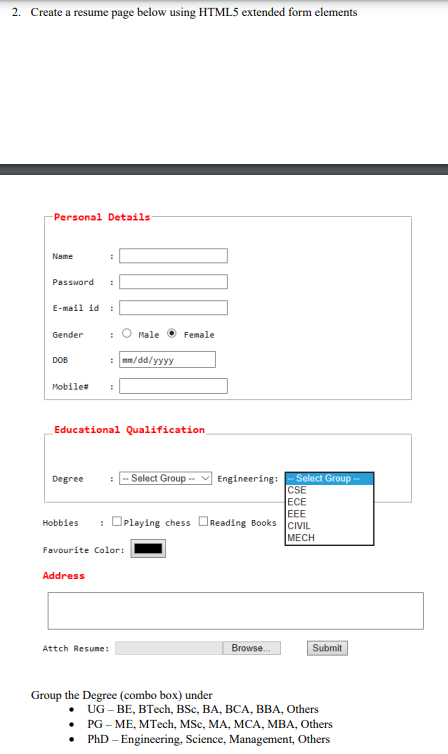 2. Create a resume page below using HTML5 extended form elements
Personal Details
Name :
Password :
E-mail id :
Gender : Male Female
DOB : mm/dd/yyyy
Mobile# :
Educational Qualification
Degree : -- Select Group -- Engineering: -- Select Group --
CSE
ECE
EEE
CIVIL
MECH
Hobbies : Playing chess Reading Books
Favourite Color:
Address
Attch Resume: Browse... Submit
Group the Degree (combo box) under
• UG – BE, BTech, BSc, BA, BCA, BBA, Others
• PG – ME, MTech, MSc, MA, MCA, MBA, Others
• PhD – Engineering, Science, Management, Others